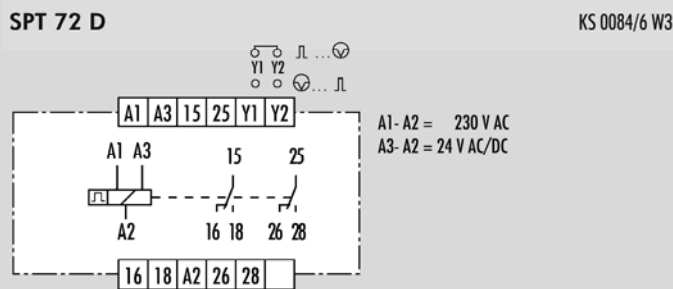 SPT 72 D KS 0084/6 W3
...
Y1 Y2
...
A1 A3 15 25 Y1 Y2
A1-A2 = 230 V AC
A3-A2 = 24 V AC/DC
A1 A3 15 25
A2 16 18 26 28
16 18 A2 26 28